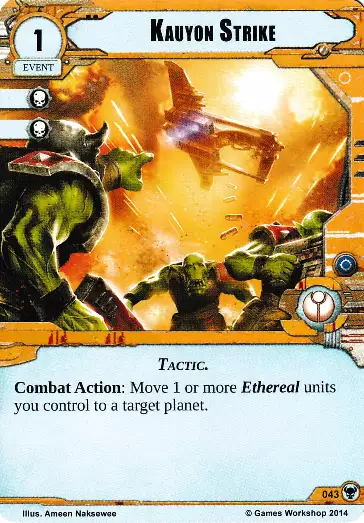 1
KAUYON STRIKE
EVENT
TACTIC.
Combat Action: Move 1 or more Ethereal units
you control to a target planet.
043
Illus. Ameen Naksewee
© Games Workshop 2014